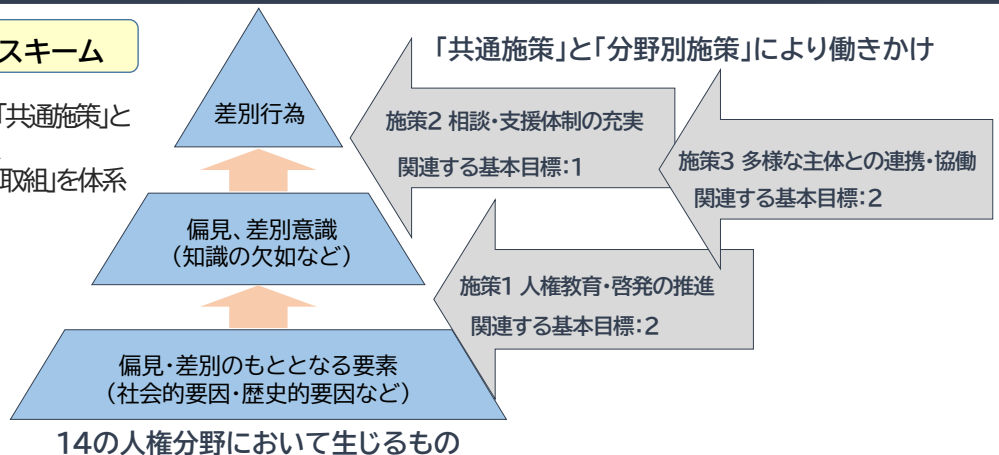 スキーム
「共通施策」と
取組」を体系
「共通施策」と「分野別施策」により働きかけ
差別行為
施策2 相談・支援体制の充実
関連する基本目標:1
施策3 多様な主体との連携・協働
関連する基本目標:2
偏見、差別意識
(知識の欠如など)
施策1 人権教育・啓発の推進
関連する基本目標:2
偏見・差別のもととなる要素
(社会的要因・歴史的要因など)
14の人権分野において生じるもの